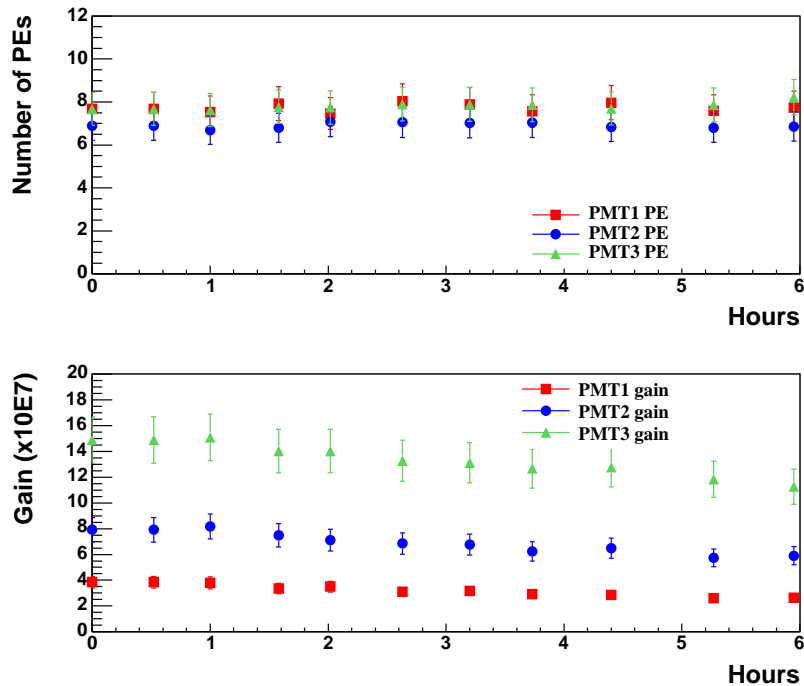 Number of PEs
12
10
8
6
4
2
0
PMT1 PE
PMT2 PE
PMT3 PE
0 1 2 3 4 5 6
Hours
Gain (x10E7)
20
18
16
14
12
10
8
6
4
2
0
PMT1 gain
PMT2 gain
PMT3 gain
0 1 2 3 4 5 6
Hours